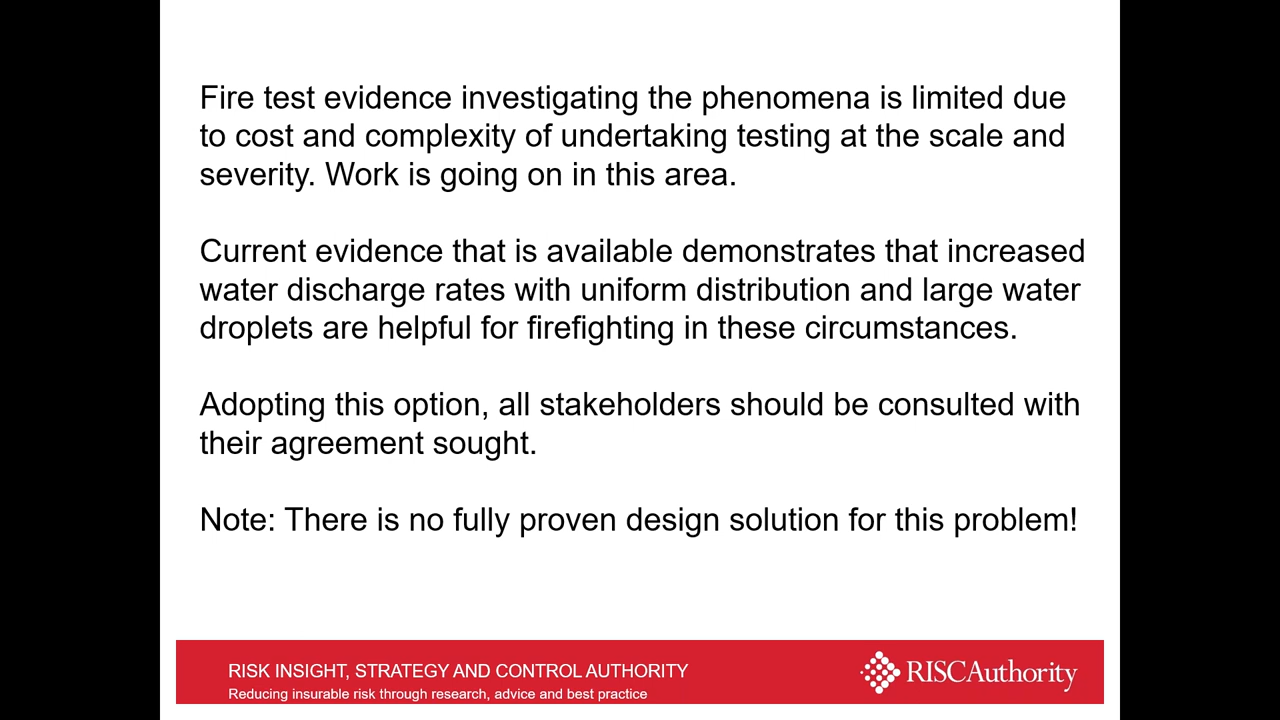 Fire test evidence investigating the phenomena is limited due
to cost and complexity of undertaking testing at the scale and
severity. Work is going on in this area.
Current evidence that is available demonstrates that increased
water discharge rates with uniform distribution and large water
droplets are helpful for firefighting in these circumstances.
Adopting this option, all stakeholders should be consulted with
their agreement sought.
Note: There is no fully proven design solution for this problem!
RISK INSIGHT, STRATEGY AND CONTROL AUTHORITY
Reducing insurable risk through research, advice and best practice
RISCAuthority